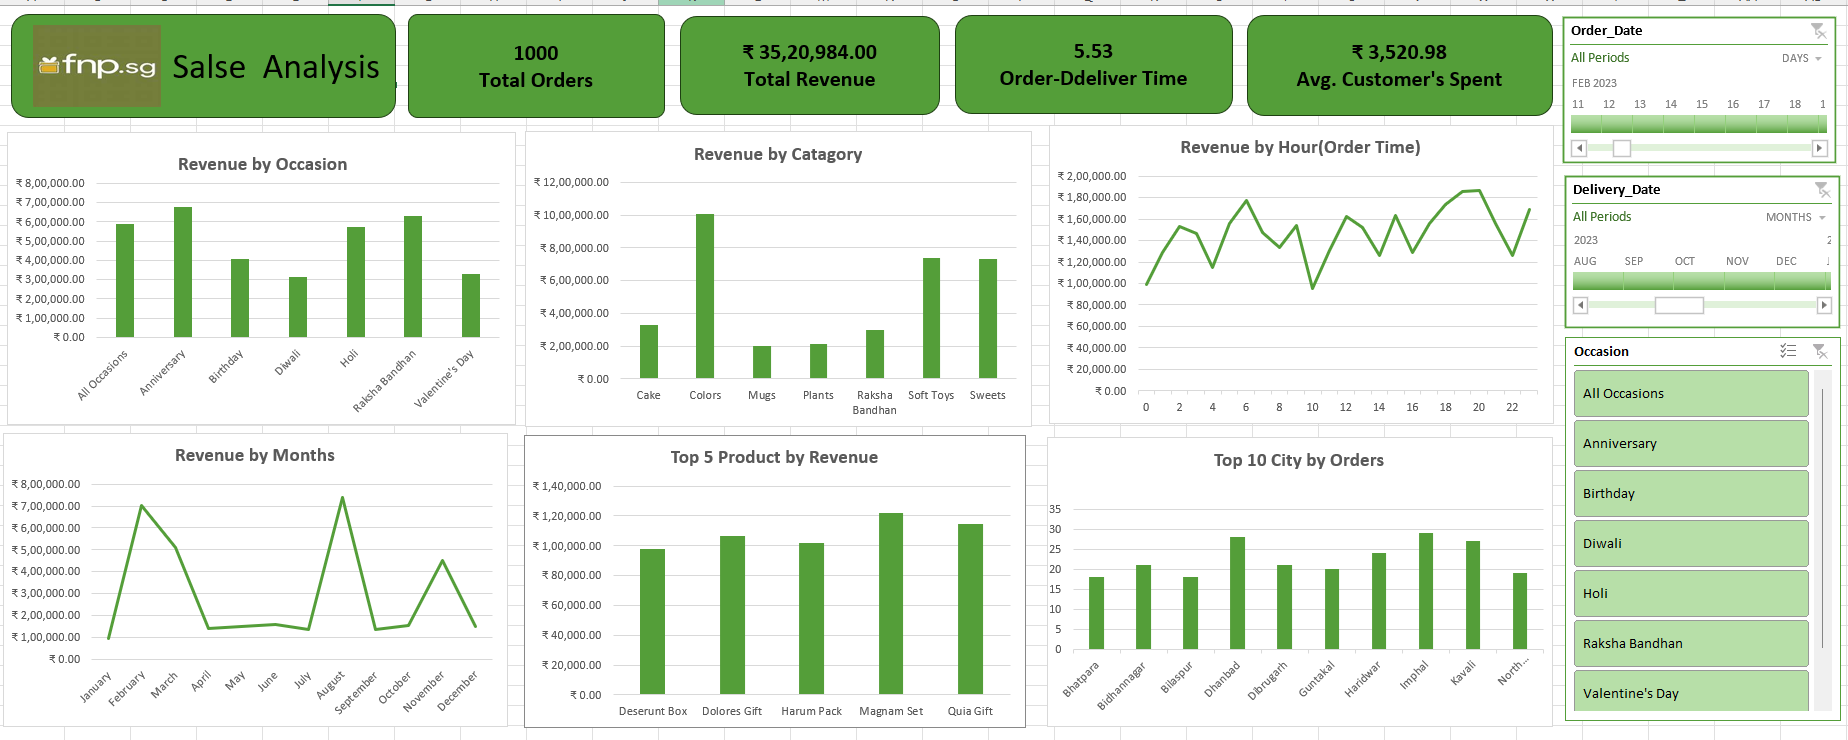 fnp.sg
Salse Analysis
1000
Total Orders
₹ 35,20,984.00
Total Revenue
5.53
Order-Ddeliver Time
₹ 3,520.98
Avg. Customer's Spent
Order_Date
All Periods
DAYS
FEB 2023
11 12 13 14 15 16 17 18 1
Revenue by Occasion
₹ 8,00,000.00
₹ 7,00,000.00
₹ 6,00,000.00
₹ 5,00,000.00
₹ 4,00,000.00
₹ 3,00,000.00
₹ 2,00,000.00
₹ 1,00,000.00
₹ 0.00
All Occasions
Anniversary
Birthday
Diwali
Holi
Raksha Bandhan
Valentine's Day
Revenue by Catagory
₹ 12,00,000.00
₹ 10,00,000.00
₹ 8,00,000.00
₹ 6,00,000.00
₹ 4,00,000.00
₹ 2,00,000.00
₹ 0.00
Cake Colors Mugs Plants Raksha Bandhan Soft Toys Sweets
Revenue by Hour(Order Time)
₹ 2,00,000.00
₹ 1,80,000.00
₹ 1,60,000.00
₹ 1,40,000.00
₹ 1,20,000.00
₹ 1,00,000.00
₹ 80,000.00
₹ 60,000.00
₹ 40,000.00
₹ 20,000.00
₹ 0.00
0 2 4 6 8 10 12 14 16 18 20 22
Delivery_Date
All Periods
MONTHS
2023 2
AUG SEP OCT NOV DEC J
Revenue by Months
₹ 8,00,000.00
₹ 7,00,000.00
₹ 6,00,000.00
₹ 5,00,000.00
₹ 4,00,000.00
₹ 3,00,000.00
₹ 2,00,000.00
₹ 1,00,000.00
₹ 0.00
January
February
March
April
May
June
July
August
September
October
November
December
Top 5 Product by Revenue
₹ 1,40,000.00
₹ 1,20,000.00
₹ 1,00,000.00
₹ 80,000.00
₹ 60,000.00
₹ 40,000.00
₹ 20,000.00
₹ 0.00
Deserunt Box Dolores Gift Harum Pack Magnam Set Quia Gift
Top 10 City by Orders
35
30
25
20
15
10
5
0
Bhatpara
Bidhannagar
Bilaspur
Dhanbad
Dibrugarh
Guntakal
Haridwar
Imphal
Kavali
North...
Occasion
All Occasions
Anniversary
Birthday
Diwali
Holi
Raksha Bandhan
Valentine's Day